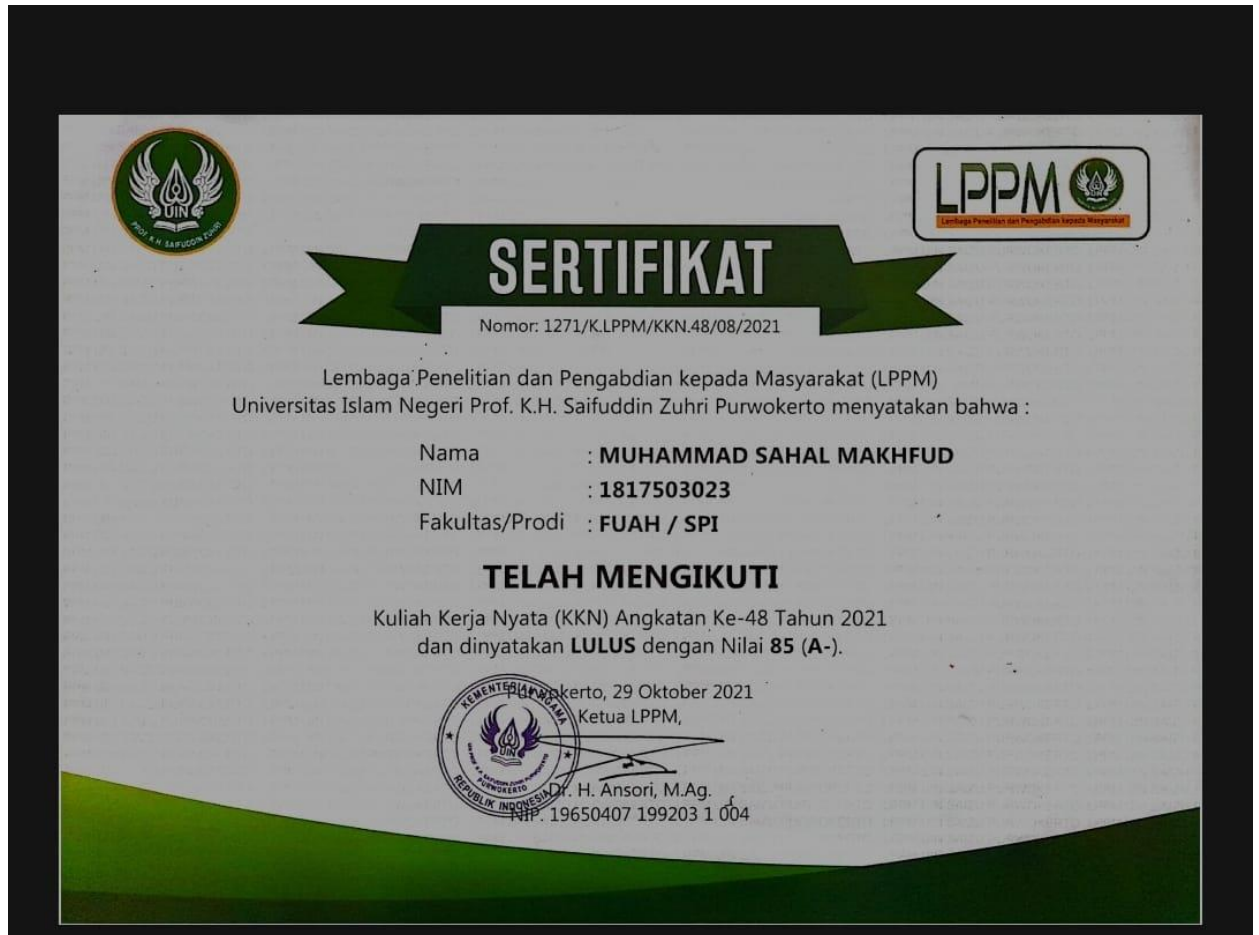 UIN
PROF. K.H. SAIFUDDIN ZUHRI
LPPM
Lembaga Penelitian dan Pengabdian kepada Masyarakat
SERTIFIKAT
Nomor: 1271/K.LPPM/KKN.48/08/2021
Lembaga Penelitian dan Pengabdian kepada Masyarakat (LPPM)
Universitas Islam Negeri Prof. K.H. Saifuddin Zuhri Purwokerto menyatakan bahwa :
Nama : MUHAMMAD SAHAL MAKHFUD
NIM : 1817503023
Fakultas/Prodi : FUAH / SPI
TELAH MENGIKUTI
Kuliah Kerja Nyata (KKN) Angkatan Ke-48 Tahun 2021
dan dinyatakan LULUS dengan Nilai 85 (A-).
Purwokerto, 29 Oktober 2021
Ketua LPPM,
KEMENTERIAN AGAMA
UIN
PURWOKERTO
REPUBLIK INDONESIA
Dr. H. Ansori, M.Ag.
NIP. 19650407 199203 1 004